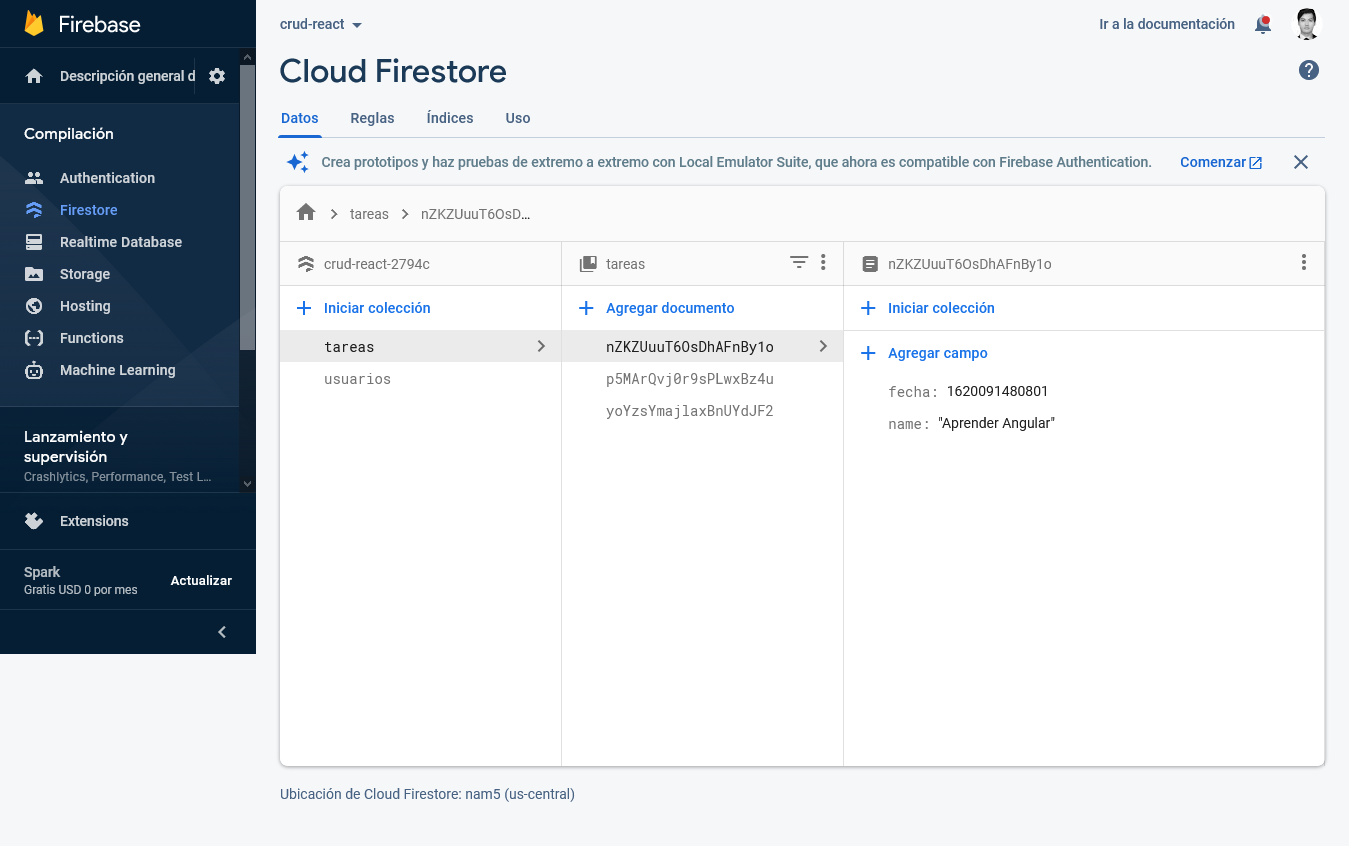 Firebase
Descripción general d
Compilación
Authentication
Firestore
Realtime Database
Storage
Hosting
Functions
Machine Learning
Lanzamiento y
supervisión
Crashlytics, Performance, Test L...
Extensions
Spark
Gratis USD 0 por mes
Actualizar
crud-react
Ir a la documentación
Cloud Firestore
Datos Reglas Índices Uso
Crea prototipos y haz pruebas de extremo a extremo con Local Emulator Suite, que ahora es compatible con Firebase Authentication. Comenzar
tareas nZKZUuuT6OsD...
crud-react-2794c
Iniciar colección
tareas
usuarios
tareas
Agregar documento
nZKZUuuT6OsDhAFnBy1o
p5MArQvj0r9sPLwxBz4u
yoYzsYmajlaxBnUYdJF2
nZKZUuuT6OsDhAFnBy1o
Iniciar colección
Agregar campo
fecha: 1620091480801
name: "Aprender Angular"
Ubicación de Cloud Firestore: nam5 (us-central)